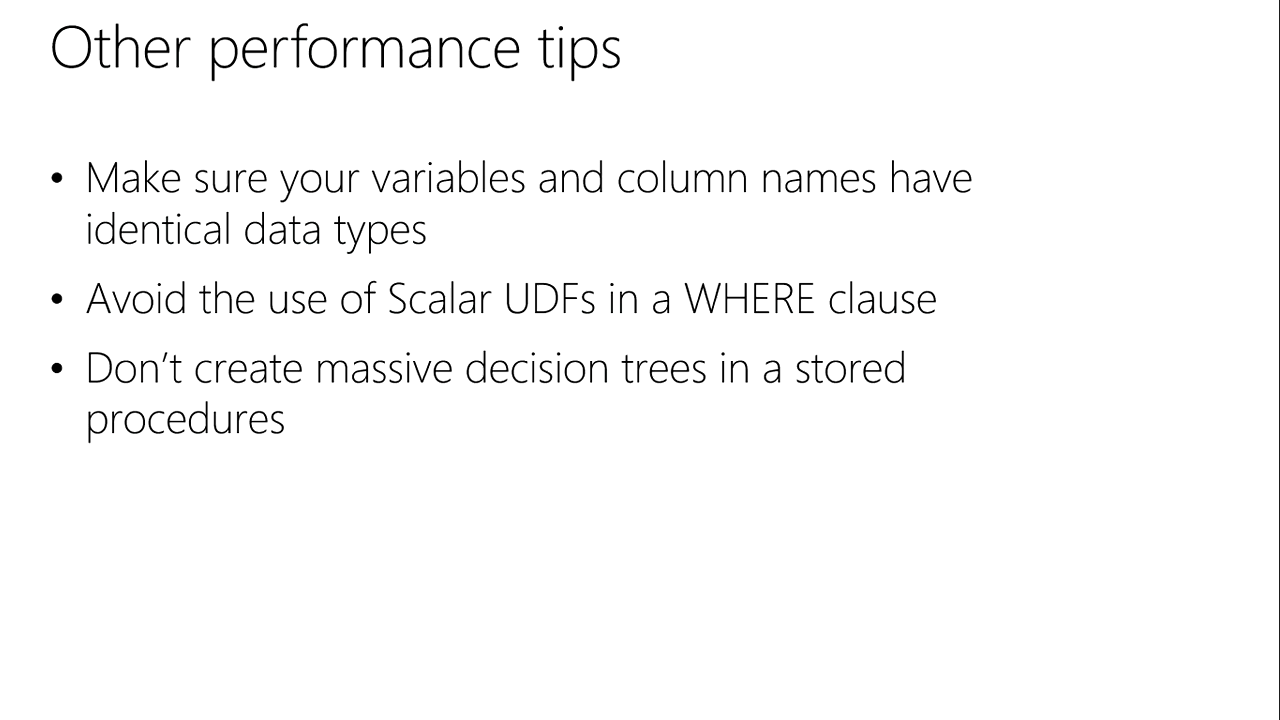 Other performance tips
• Make sure your variables and column names have
identical data types
• Avoid the use of Scalar UDFs in a WHERE clause
• Don’t create massive decision trees in a stored
procedures